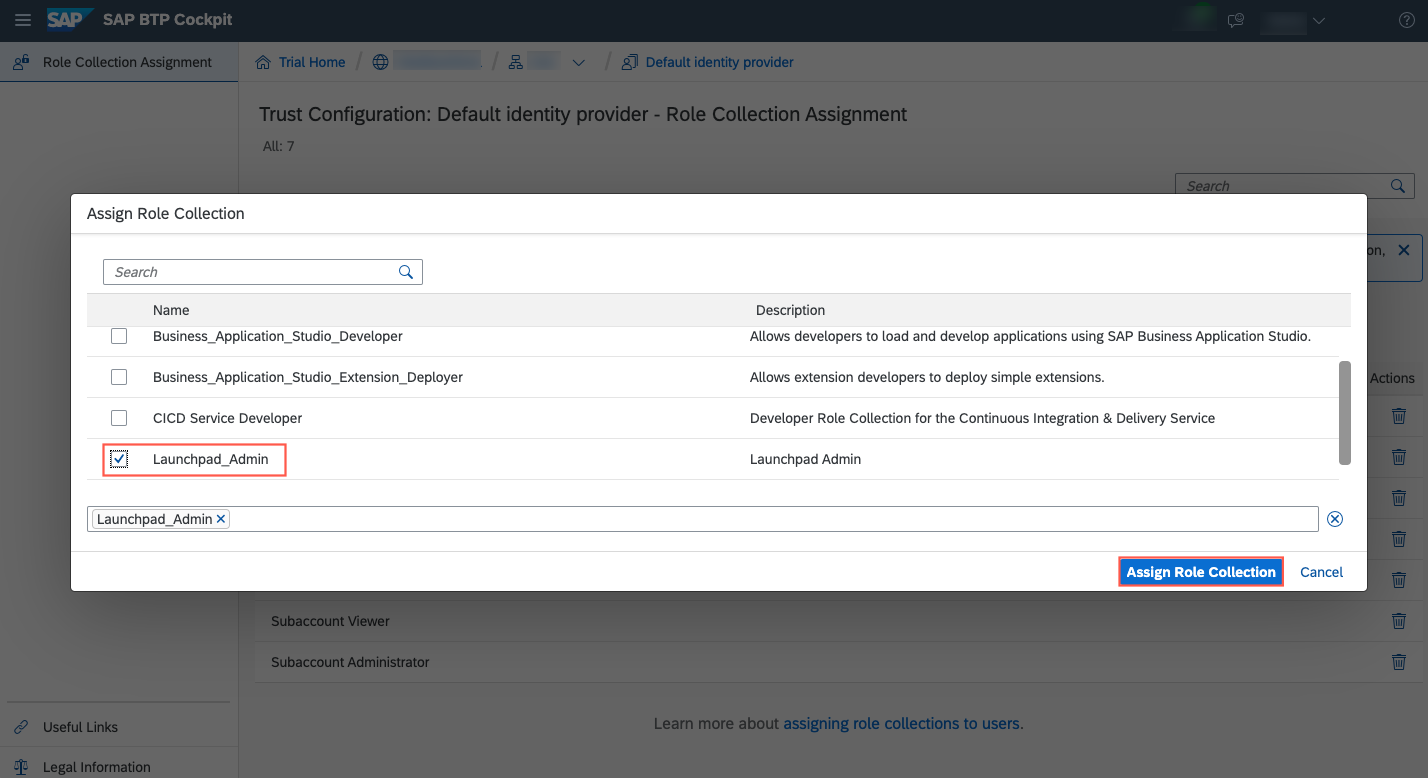 SAP SAP BTP Cockpit
Role Collection Assignment
Trial Home / / / Default identity provider
Trust Configuration: Default identity provider - Role Collection Assignment
All: 7
Search
Assign Role Collection
on,
Search
Name Description
Business_Application_Studio_Developer Allows developers to load and develop applications using SAP Business Application Studio.
Business_Application_Studio_Extension_Deployer Allows extension developers to deploy simple extensions.
Actions
CICD Service Developer Developer Role Collection for the Continuous Integration & Delivery Service
Launchpad_Admin Launchpad Admin
Launchpad_Admin
Assign Role Collection Cancel
Subaccount Viewer
Subaccount Administrator
Learn more about assigning role collections to users.
Useful Links
Legal Information